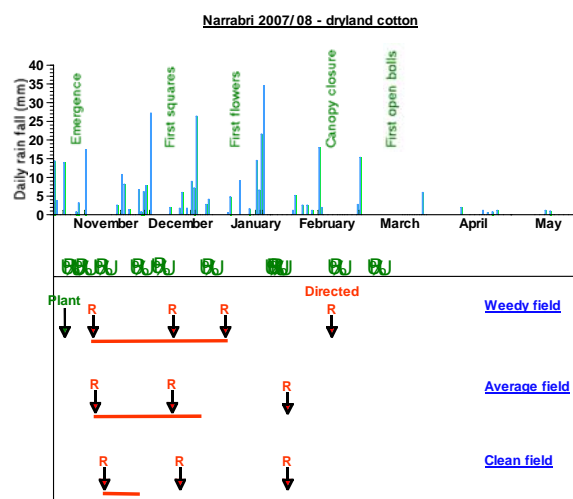 Narrabri 2007/08 - dryland cotton
Daily rain fall (mm)
40
35
30
25
20
15
10
5
0
Emergence
First squares
First flowers
Canopy closure
First open bolls
November December January February March April May
Plant
R R R Directed R
Weedy field
R R R
Average field
R R R
Clean field